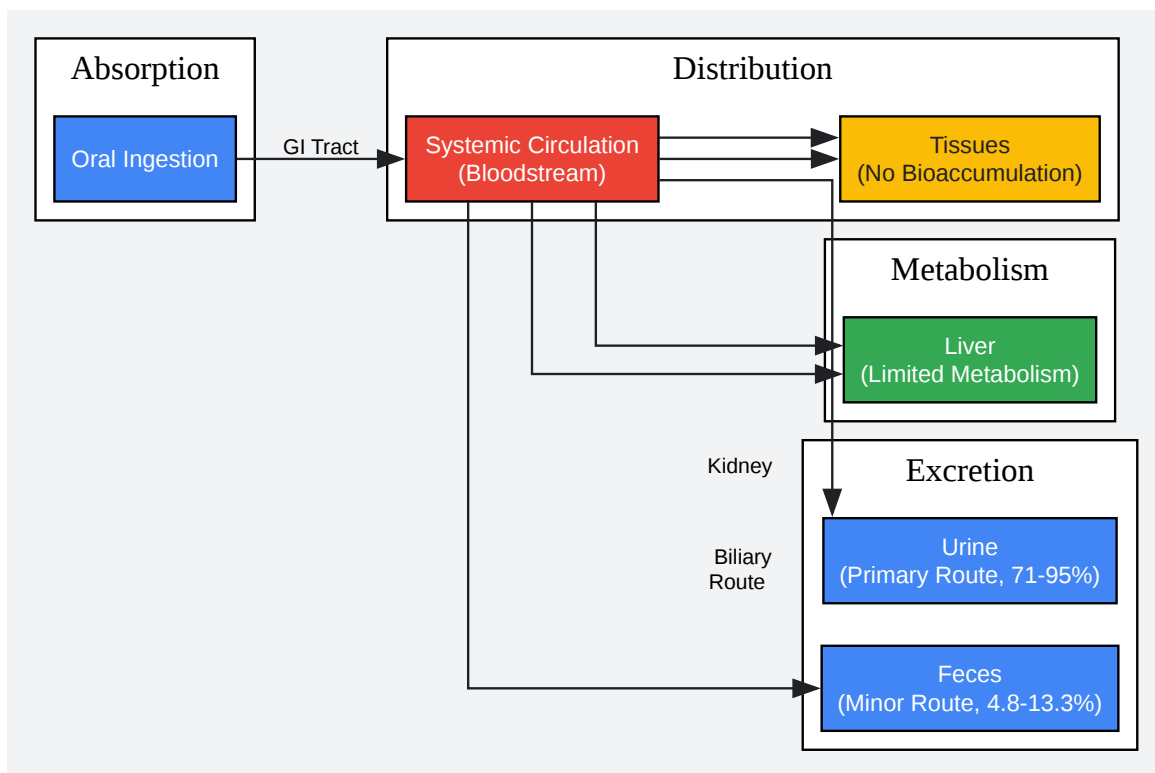 Absorption
Oral Ingestion
GI Tract
Distribution
Systemic Circulation
(Bloodstream)
Tissues
(No Bioaccumulation)
Metabolism
Liver
(Limited Metabolism)
Kidney
Biliary
Route
Excretion
Urine
(Primary Route, 71-95%)
Feces
(Minor Route, 4.8-13.3%)